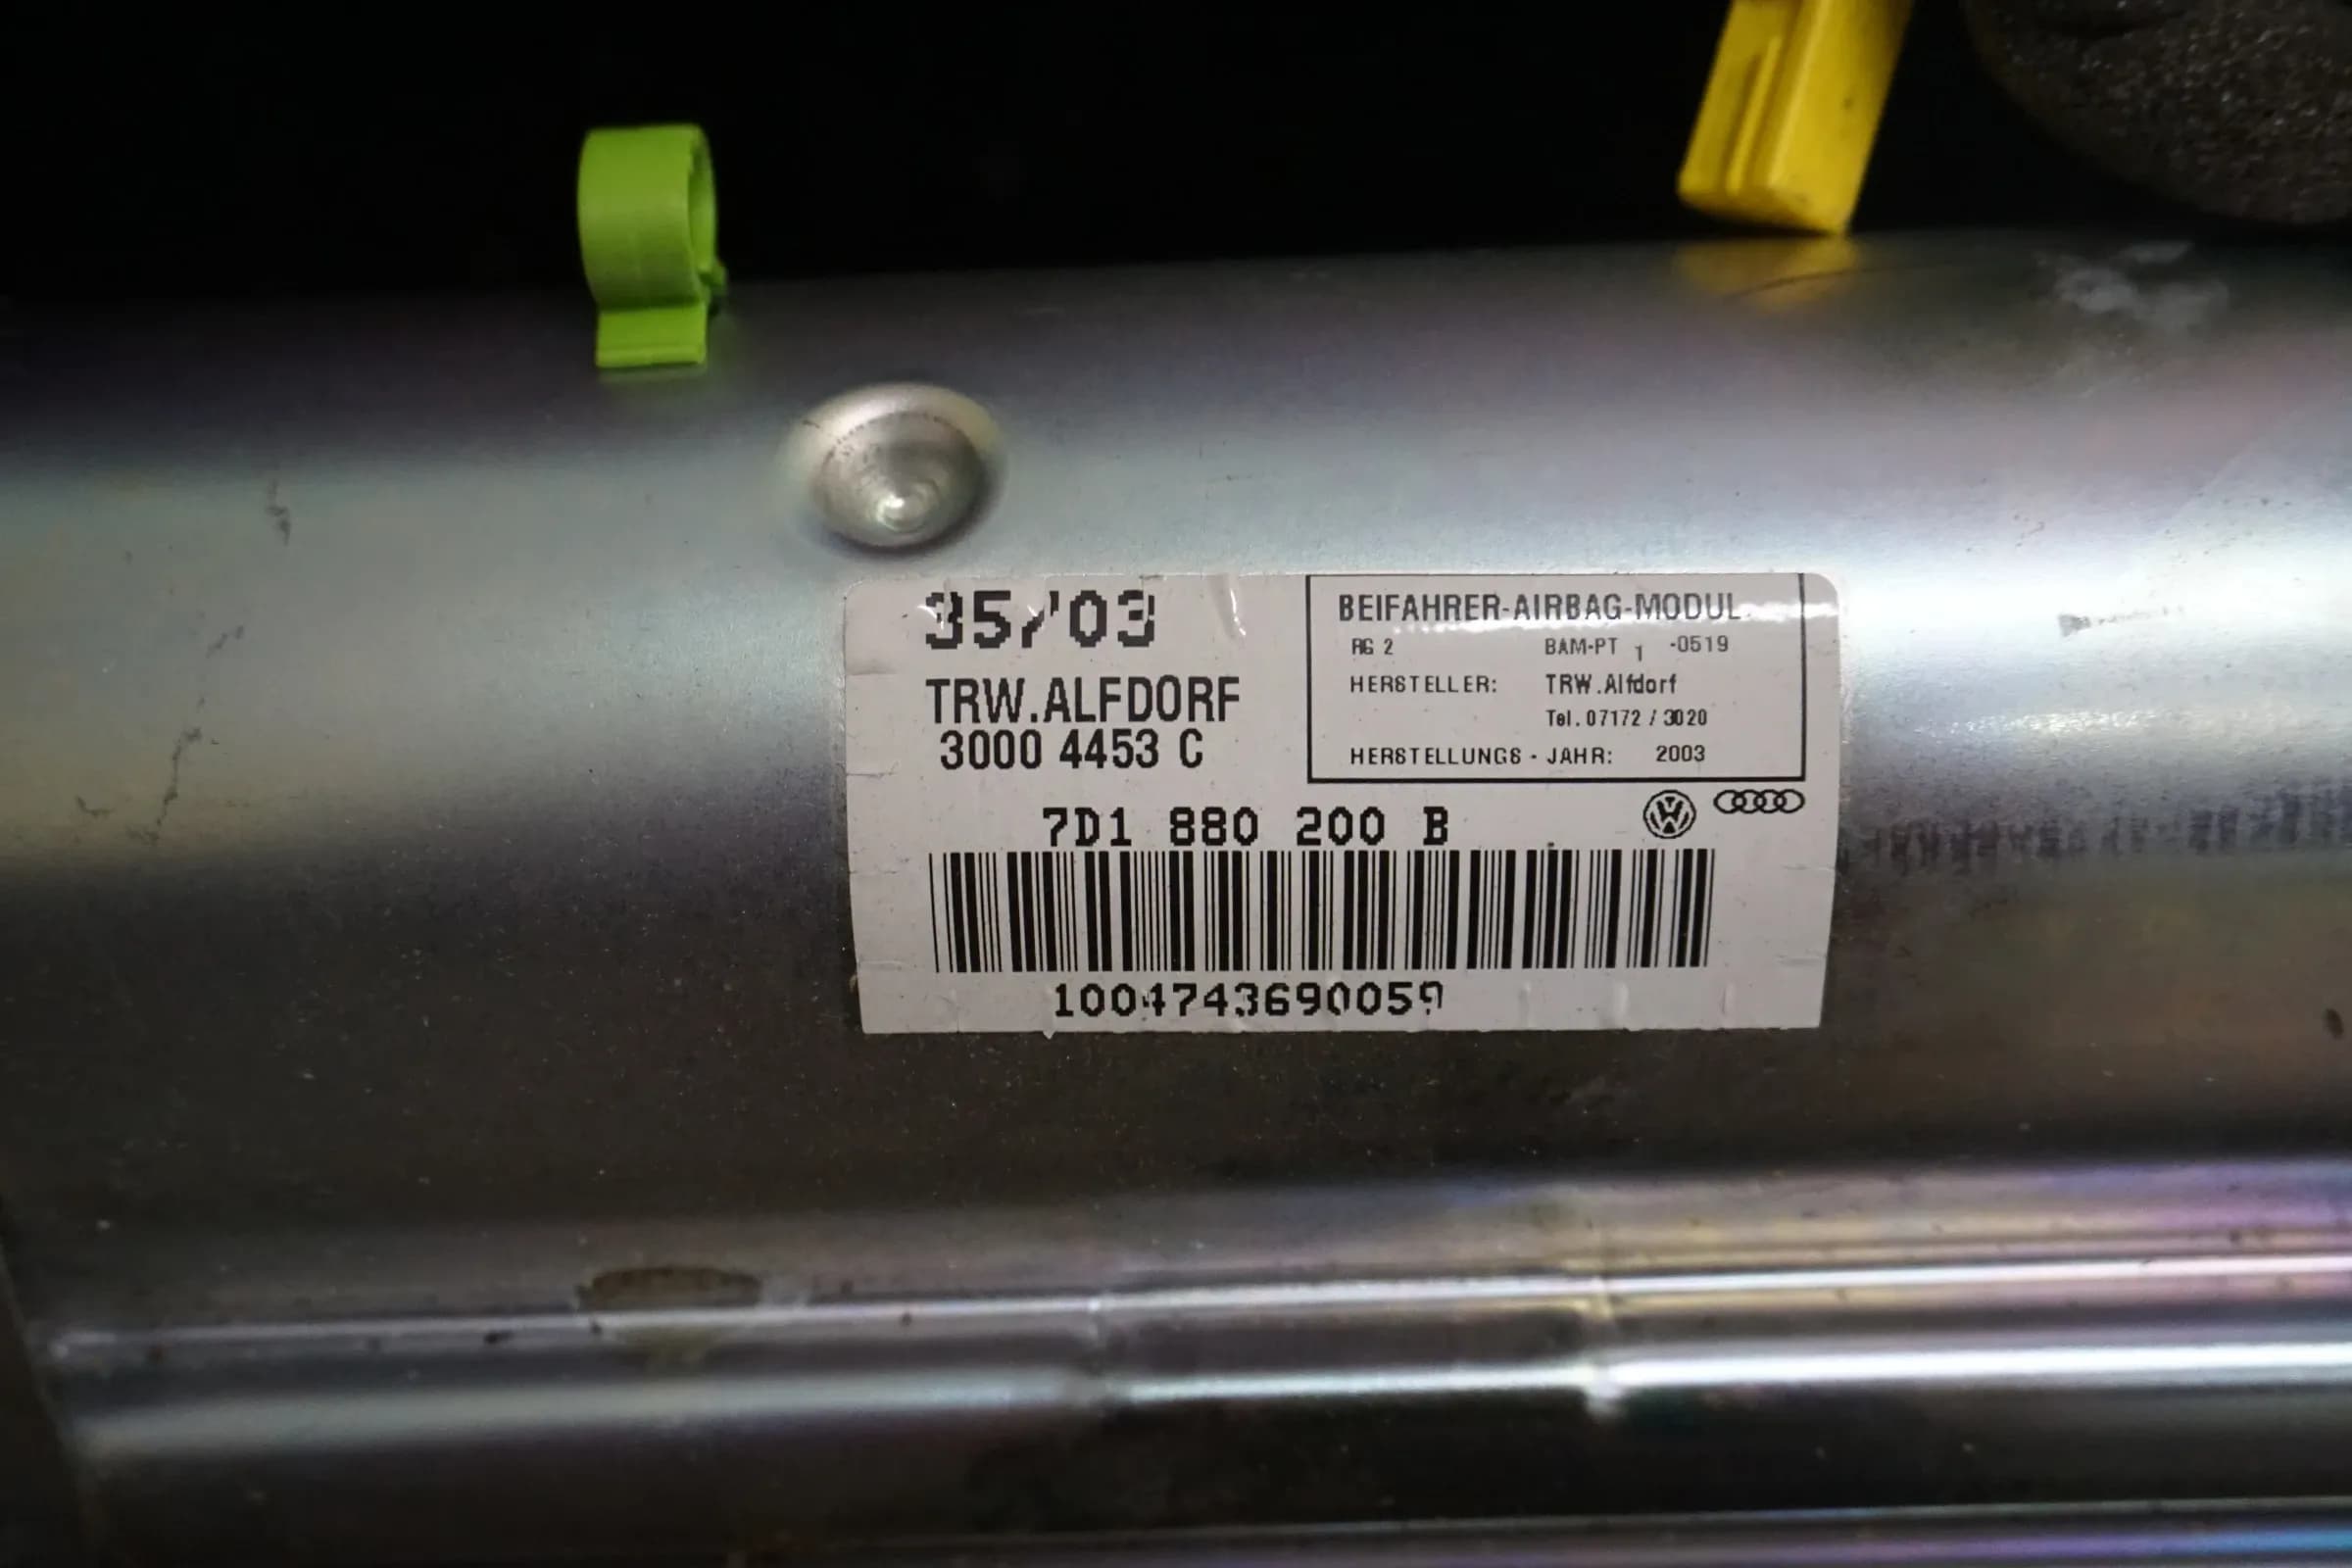 35/03
TRW.ALFDORF
3000 4453 C
BEIFAHRER-AIRBAG-MODUL
RG 2 BAM-PT 1 -0519
HERSTELLER: TRW.Alfdorf
Tel. 07172 / 3020
HERSTELLUNGS - JAHR: 2003
7D1 880 200 B
1004743690059